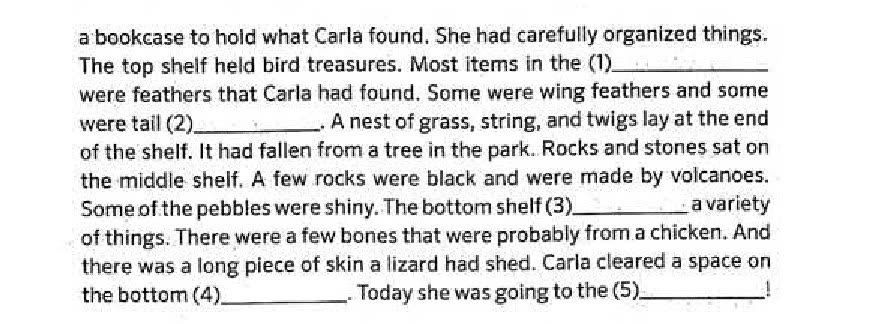 a bookcase to hold what Carla found. She had carefully organized things.
The top shelf held bird treasures. Most items in the (1)____________
were feathers that Carla had found. Some were wing feathers and some
were tail (2)____________. A nest of grass, string, and twigs lay at the end
of the shelf. It had fallen from a tree in the park. Rocks and stones sat on
the middle shelf. A few rocks were black and were made by volcanoes.
Some of the pebbles were shiny. The bottom shelf (3)____________ a variety
of things. There were a few bones that were probably from a chicken. And
there was a long piece of skin a lizard had shed. Carla cleared a space on
the bottom (4)____________. Today she was going to the (5)____________!